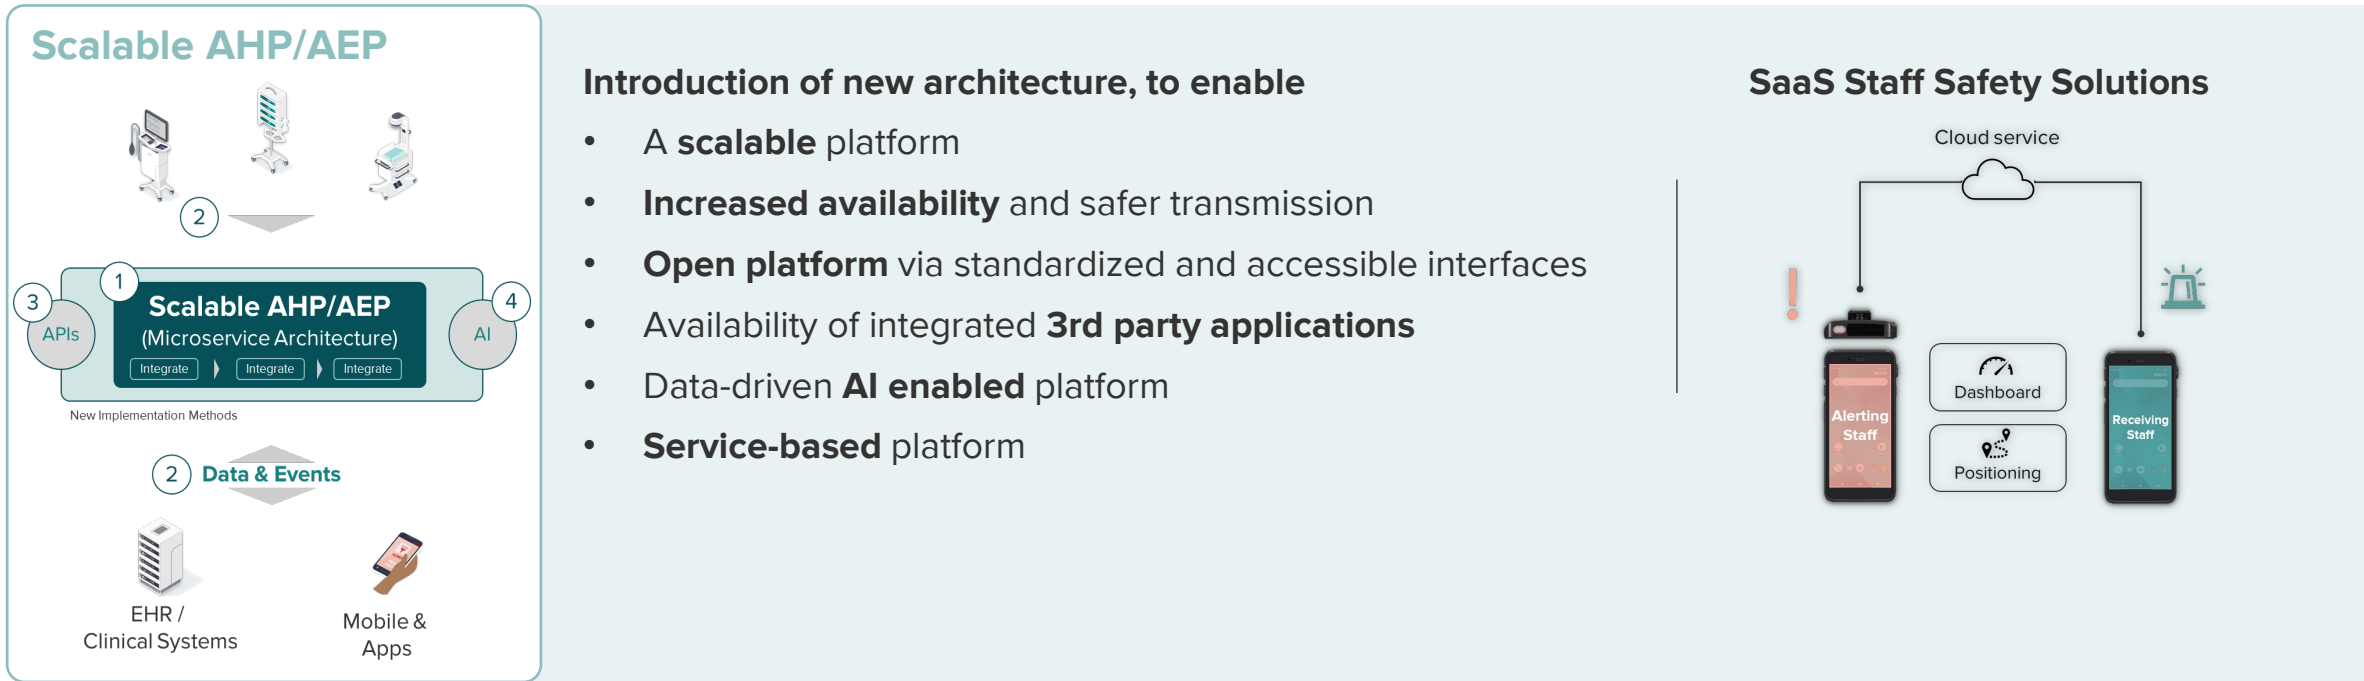 Scalable AHP/AEP
2
1
3
4
Scalable AHP/AEP
(Microservice Architecture)
APIs
AI
Integrate
Integrate
Integrate
New Implementation Methods
2
Data & Events
EHR /
Clinical Systems
Mobile &
Apps
Introduction of new architecture, to enable
• A scalable platform
• Increased availability and safer transmission
• Open platform via standardized and accessible interfaces
• Availability of integrated 3rd party applications
• Data-driven AI enabled platform
• Service-based platform
SaaS Staff Safety Solutions
Cloud service
!
Alerting
Staff
Dashboard
Positioning
Receiving
Staff